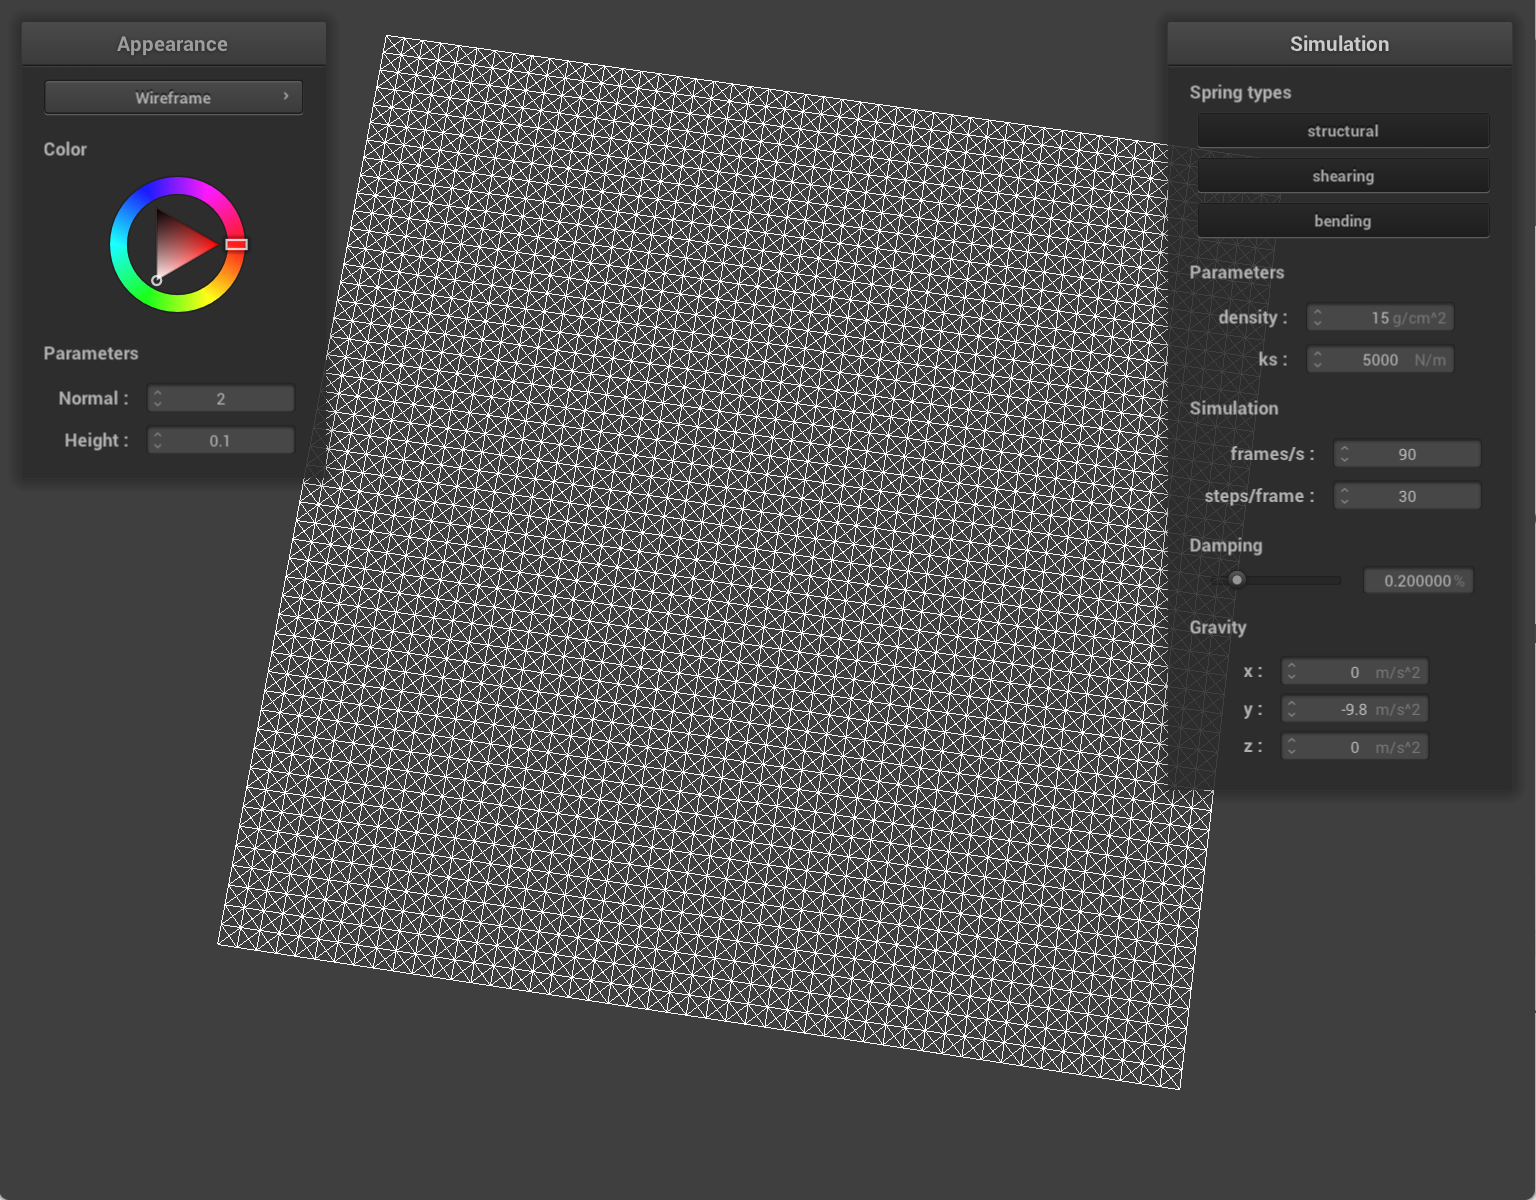 Appearance
Wireframe
Color
Parameters
Normal : 2
Height : 0.1
Simulation
Spring types
structural
shearing
bending
Parameters
density : 15 g/cm^2
ks : 5000 N/m
Simulation
frames/s : 90
steps/frame : 30
Damping
0.200000 %
Gravity
x : 0 m/s^2
y : -9.8 m/s^2
z : 0 m/s^2